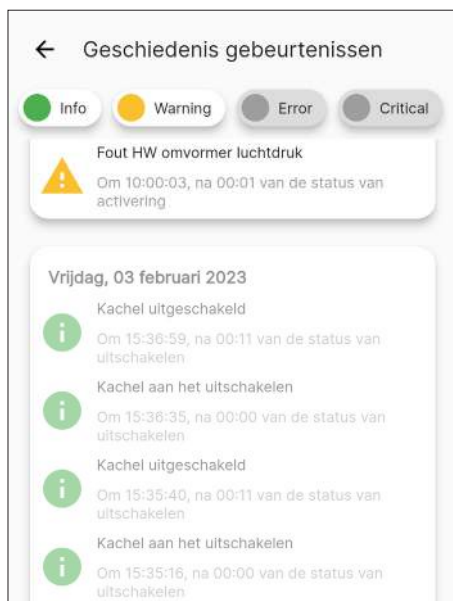 Geschiedenis gebeurtenissen
Info Warning Error Critical
Fout HW omvormer luchtdruk
Om 10:00:03, na 00:01 van de status van
activering
Vrijdag, 03 februari 2023
Kachel uitgeschakeld
Om 15:36:59, na 00:11 van de status van
uitschakelen
Kachel aan het uitschakelen
Om 15:36:35, na 00:00 van de status van
uitschakelen
Kachel uitgeschakeld
Om 15:35:40, na 00:11 van de status van
uitschakelen
Kachel aan het uitschakelen
Om 15:35:16, na 00:00 van de status van
uitschakelen